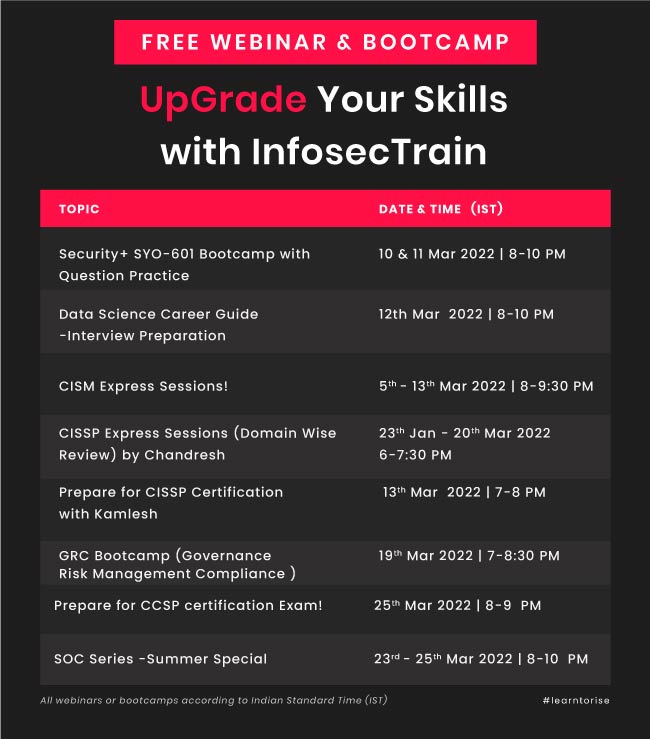 FREE WEBINAR & BOOTCAMP
UpGrade Your Skills
with InfosecTrain
TOPIC
DATE & TIME (IST)
Security+ SYO-601 Bootcamp with
Question Practice
10 & 11 Mar 2022 | 8-10 PM
Data Science Career Guide
-Interview Preparation
12th Mar 2022 | 8-10 PM
CISM Express Sessions!
5th - 13th Mar 2022 | 8-9:30 PM
CISSP Express Sessions (Domain Wise
Review) by Chandresh
23th Jan - 20th Mar 2022
6-7:30 PM
Prepare for CISSP Certification
with Kamlesh
13th Mar 2022 | 7-8 PM
GRC Bootcamp (Governance
Risk Management Compliance )
19th Mar 2022 | 7-8:30 PM
Prepare for CCSP certification Exam!
25th Mar 2022 | 8-9 PM
SOC Series -Summer Special
23rd - 25th Mar 2022 | 8-10 PM
All webinars or bootcamps according to Indian Standard Time (IST)
#learntorise